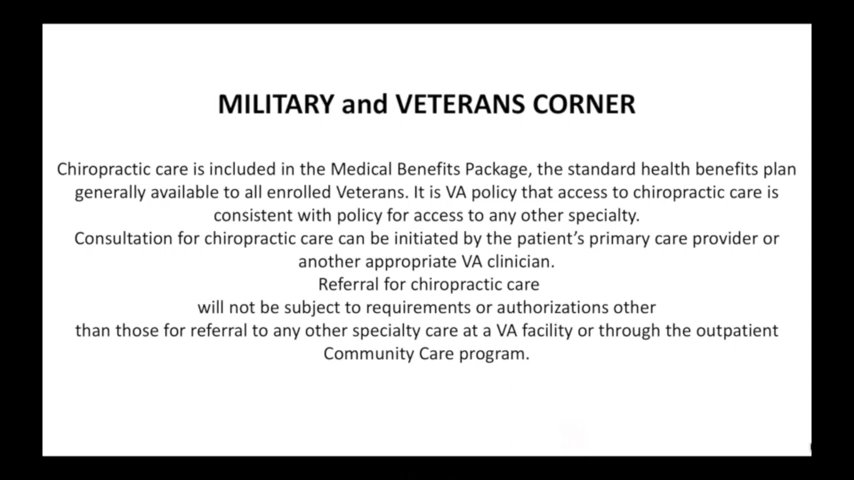 MILITARY and VETERANS CORNER
Chiropractic care is included in the Medical Benefits Package, the standard health benefits plan
generally available to all enrolled Veterans. It is VA policy that access to chiropractic care is
consistent with policy for access to any other specialty.
Consultation for chiropractic care can be initiated by the patient's primary care provider or
another appropriate VA clinician.
Referral for chiropractic care
will not be subject to requirements or authorizations other
than those for referral to any other specialty care at a VA facility or through the outpatient
Community Care program.